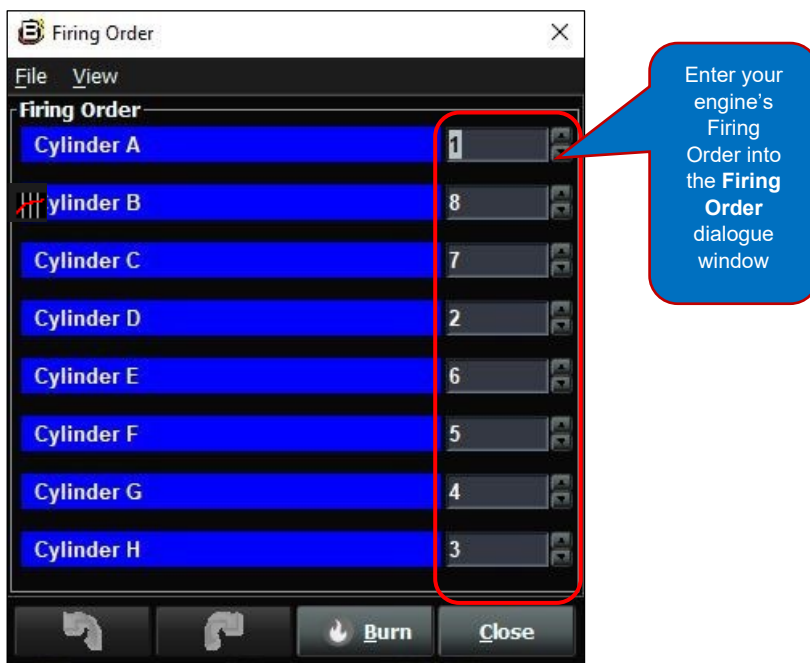 Firing Order
File View
Firing Order
Cylinder A 1
ylinder B 8
Cylinder C 7
Cylinder D 2
Cylinder E 6
Cylinder F 5
Cylinder G 4
Cylinder H 3
Burn Close
Enter your
engine's
Firing
Order into
the Firing
Order
dialogue
window